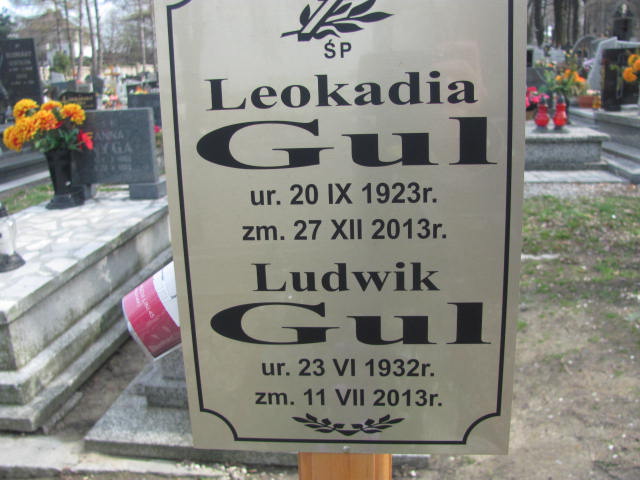 ŚP
Leokadia
Gul
ur. 20 IX 1923r.
zm. 27 XII 2013r.
Ludwik
Gul
ur. 23 VI 1932r.
zm. 11 VII 2013r.
ANNA